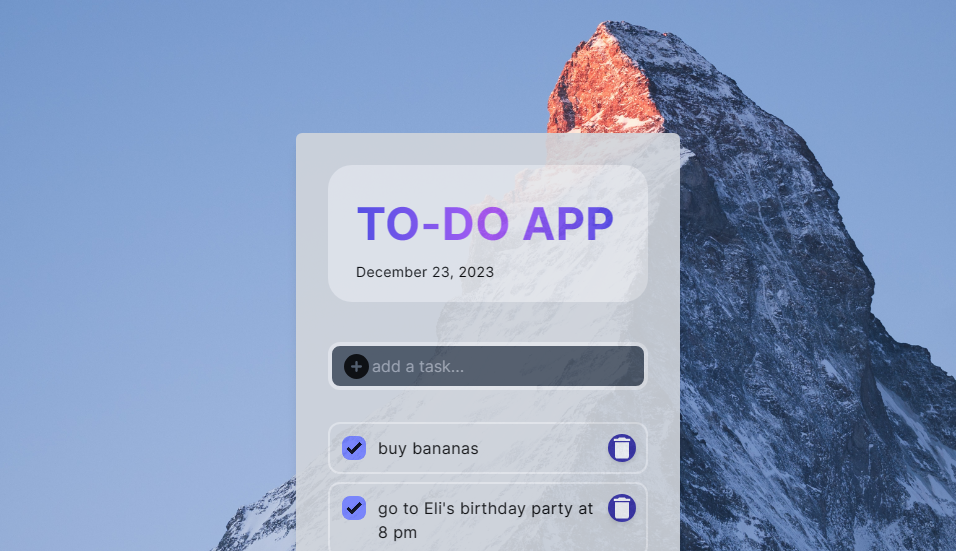 TO-DO APP
December 23, 2023
add a task...
buy bananas
go to Eli's birthday party at
8 pm